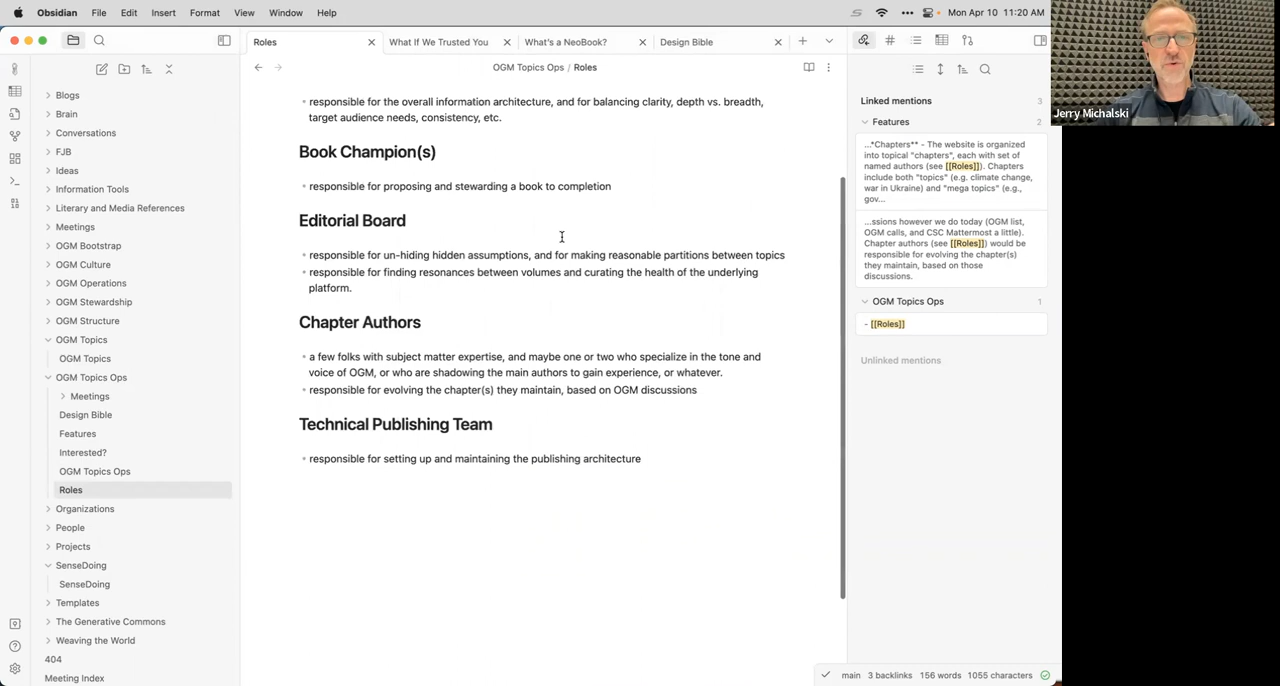 Obsidian File Edit Insert Format View Window Help
Mon Apr 10 11:20 AM
Roles
What If We Trusted You
What's a NeoBook?
Design Bible
OGM Topics Ops / Roles
Blogs
Brain
Conversations
FJB
Ideas
Information Tools
Literary and Media References
Meetings
OGM Bootstrap
OGM Culture
OGM Operations
OGM Stewardship
OGM Structure
OGM Topics
OGM Topics
OGM Topics Ops
Meetings
Design Bible
Features
Interested?
OGM Topics Ops
Roles
Organizations
People
Projects
SenseDoing
SenseDoing
Templates
The Generative Commons
Weaving the World
404
Meeting Index
responsible for the overall information architecture, and for balancing clarity, depth vs. breadth,
target audience needs, consistency, etc.
Book Champion(s)
responsible for proposing and stewarding a book to completion
Editorial Board
responsible for un-hiding hidden assumptions, and for making reasonable partitions between topics
responsible for finding resonances between volumes and curating the health of the underlying
platform.
Chapter Authors
a few folks with subject matter expertise, and maybe one or two who specialize in the tone and
voice of OGM, or who are shadowing the main authors to gain experience, or whatever.
responsible for evolving the chapter(s) they maintain, based on OGM discussions
Technical Publishing Team
responsible for setting up and maintaining the publishing architecture
Linked mentions 3
Features 2
...*Chapters** - The website is organized
into topical "chapters", each with set of
named authors (see [[Roles]]). Chapters
include both "topics" (e.g. climate change,
war in Ukraine) and "mega topics" (e.g.,
gov...
...ssions however we do today (OGM list,
OGM calls, and CSC Mattermost a little).
Chapter authors (see [[Roles]]) would be
responsible for evolving the chapter(s)
they maintain, based on those
discussions.
OGM Topics Ops 1
- [[Roles]]
Unlinked mentions
main 3 backlinks 156 words 1055 characters
Jerry Michalski